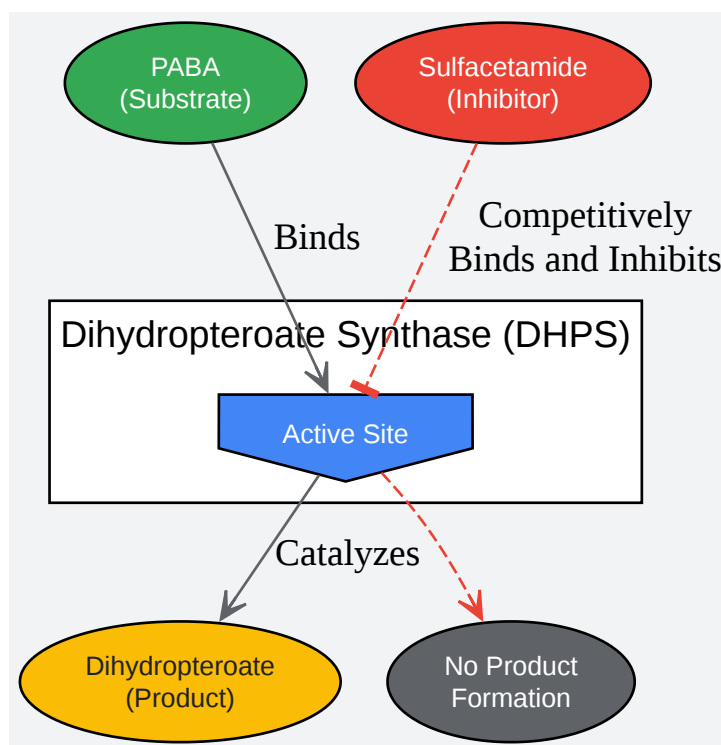 PABA
(Substrate)
Sulfacetamide
(Inhibitor)
Binds
Competitively
Binds and Inhibits
Dihydropteroate Synthase (DHPS)
Active Site
Catalyzes
Dihydropteroate
(Product)
No Product
Formation